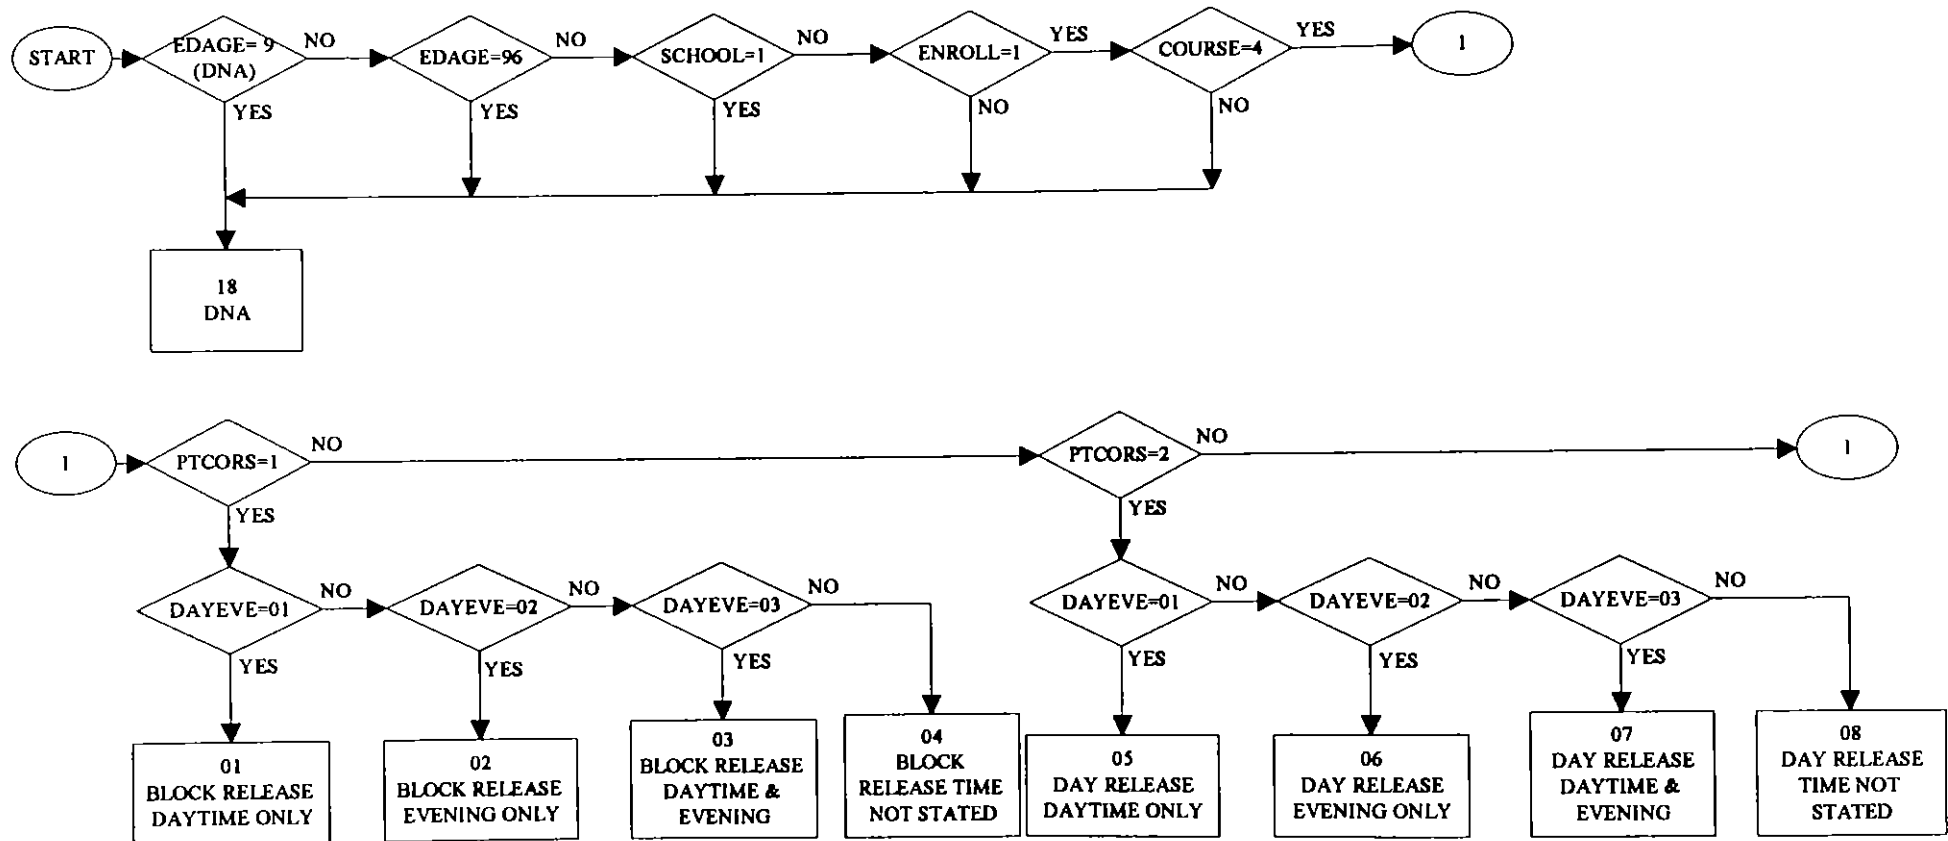 START
EDAGE= 9
(DNA)
NO
YES
EDAGE=96
NO
YES
SCHOOL=1
NO
YES
ENROLL=1
YES
NO
COURSE=4
YES
NO
1
18
DNA
1
PTCORS=1
NO
YES
PTCORS=2
NO
YES
1
DAYEVE=01
NO
YES
DAYEVE=02
NO
YES
DAYEVE=03
NO
YES
DAYEVE=01
NO
YES
DAYEVE=02
NO
YES
DAYEVE=03
NO
YES
01
BLOCK RELEASE
DAYTIME ONLY
02
BLOCK RELEASE
EVENING ONLY
03
BLOCK RELEASE
DAYTIME &
EVENING
04
BLOCK
RELEASE TIME
NOT STATED
05
DAY RELEASE
DAYTIME ONLY
06
DAY RELEASE
EVENING ONLY
07
DAY RELEASE
DAYTIME &
EVENING
08
DAY RELEASE
TIME NOT
STATED